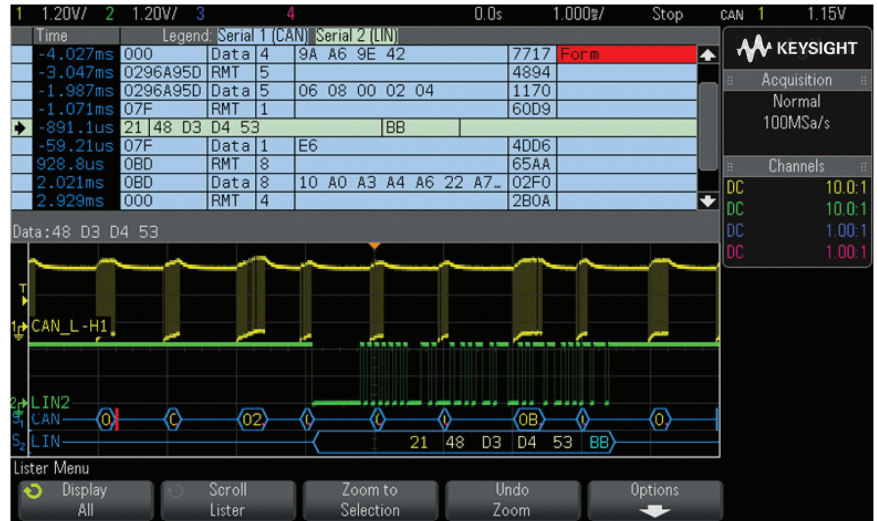 1 1.20V/ 2 1.20V/ 3 4 0.0s 1.000ms/ Stop CAN 1 1.15V
Time Legend: Serial 1 (CAN) Serial 2 (LIN)
-4.027ms 000 Data 4 9A A6 9E 42 7717 Form
-3.047ms 0296A95D RMT 5 4894
-1.987ms 0296A95D Data 5 06 08 00 02 04 1170
-1.071ms 07F RMT 1 60D9
-891.1us 21 48 D3 D4 53 BB
-59.21us 07F Data 1 E6 4DD6
928.8us 0BD RMT 8 65AA
2.021ms 0BD Data 8 10 A0 A3 A4 A6 22 A7... 02F0
2.929ms 000 RMT 4 2B0A
Data:48 D3 D4 53
KEYSIGHT
Acquisition
Normal
100MSa/s
Channels
DC 10.0:1
DC 10.0:1
DC 1.00:1
DC 1.00:1
T
1 CAN_L-H1
2 LIN2
S1 CAN 0 0 02 0 0 0B 0
S2 LIN 21 48 D3 D4 53 BB
Lister Menu
Display
All
Scroll
Lister
Zoom to
Selection
Undo
Zoom
Options